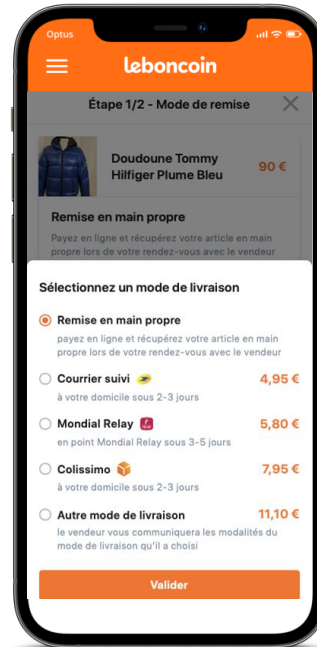 Optus
leboncoin
Étape 1/2 - Mode de remise
Doudoune Tommy
Hilfiger Plume Bleu
90 €
Remise en main propre
Payez en ligne et récupérez votre article en main
propre lors de votre rendez-vous avec le vendeur
Sélectionnez un mode de livraison
Remise en main propre
payez en ligne et récupérez votre article en main
propre lors de votre rendez-vous avec le vendeur
Courrier suivi 4,95 €
à votre domicile sous 2-3 jours
Mondial Relay 5,80 €
en point Mondial Relay sous 3-5 jours
Colissimo 7,95 €
à votre domicile sous 2-3 jours
Autre mode de livraison 11,10 €
le vendeur vous communiquera les modalités du
mode de livraison qu'il a choisi
Valider